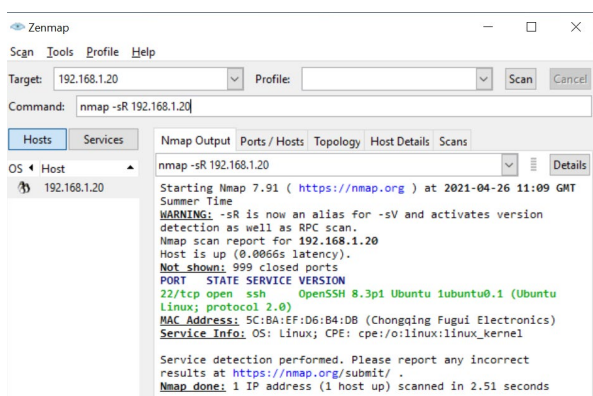 Zenmap
Scan Tools Profile Help
Target: 192.168.1.20 Profile: Scan Cancel
Command: nmap -sR 192.168.1.20
Hosts Services
Nmap Output Ports / Hosts Topology Host Details Scans
OS Host
nmap -sR 192.168.1.20 Details
192.168.1.20
Starting Nmap 7.91 ( https://nmap.org ) at 2021-04-26 11:09 GMT
Summer Time
WARNING: -sR is now an alias for -sV and activates version
detection as well as RPC scan.
Nmap scan report for 192.168.1.20
Host is up (0.0066s latency).
Not shown: 999 closed ports
PORT STATE SERVICE VERSION
22/tcp open ssh OpenSSH 8.3p1 Ubuntu 1ubuntu0.1 (Ubuntu
Linux; protocol 2.0)
MAC Address: 5C:BA:EF:D6:B4:DB (Chongqing Fugui Electronics)
Service Info: OS: Linux; CPE: cpe:/o:linux:linux_kernel
Service detection performed. Please report any incorrect
results at https://nmap.org/submit/ .
Nmap done: 1 IP address (1 host up) scanned in 2.51 seconds